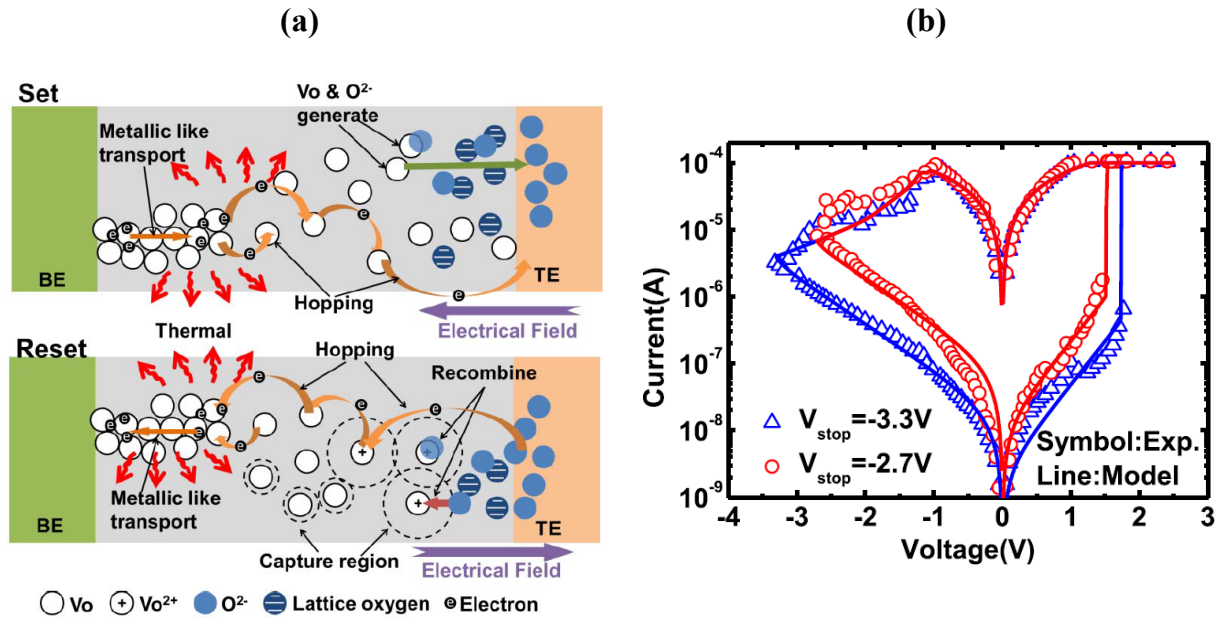 (a)
(b)
Set
Vo & O²⁻
generate
Metallic like
transport
e e e e e e e e e e
BE
Hopping
TE
Thermal
Electrical Field
Reset
Hopping
Recombine
e e e e e e e e
+ + +
Metallic like
transport
BE
TE
Capture region
Electrical Field
Vo
+ Vo²⁺
O²⁻
Lattice oxygen
e Electron
Current(A)
10⁻⁴
10⁻⁵
10⁻⁶
10⁻⁷
10⁻⁸
10⁻⁹
V stop=-3.3V
V stop=-2.7V
Symbol:Exp.
Line:Model
-4 -3 -2 -1 0 1 2 3 4
Voltage(V)